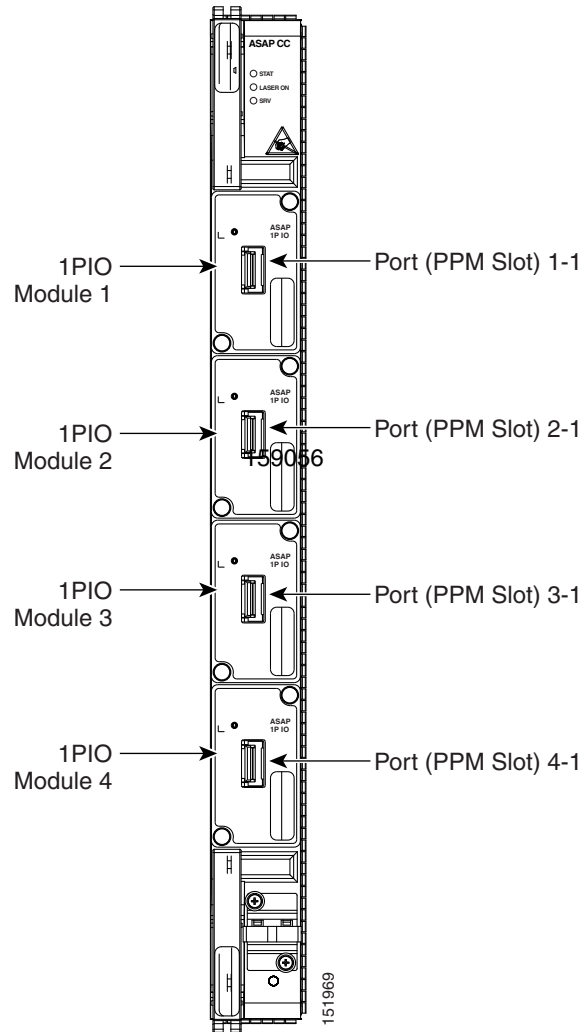 ASAP CC
STAT
LASER ON
SRV
ASAP
1P IO
1PIO
Module 1
Port (PPM Slot) 1-1
ASAP
1P IO
1PIO
Module 2
Port (PPM Slot) 2-1
159056
ASAP
1P IO
1PIO
Module 3
Port (PPM Slot) 3-1
ASAP
1P IO
1PIO
Module 4
Port (PPM Slot) 4-1
151969